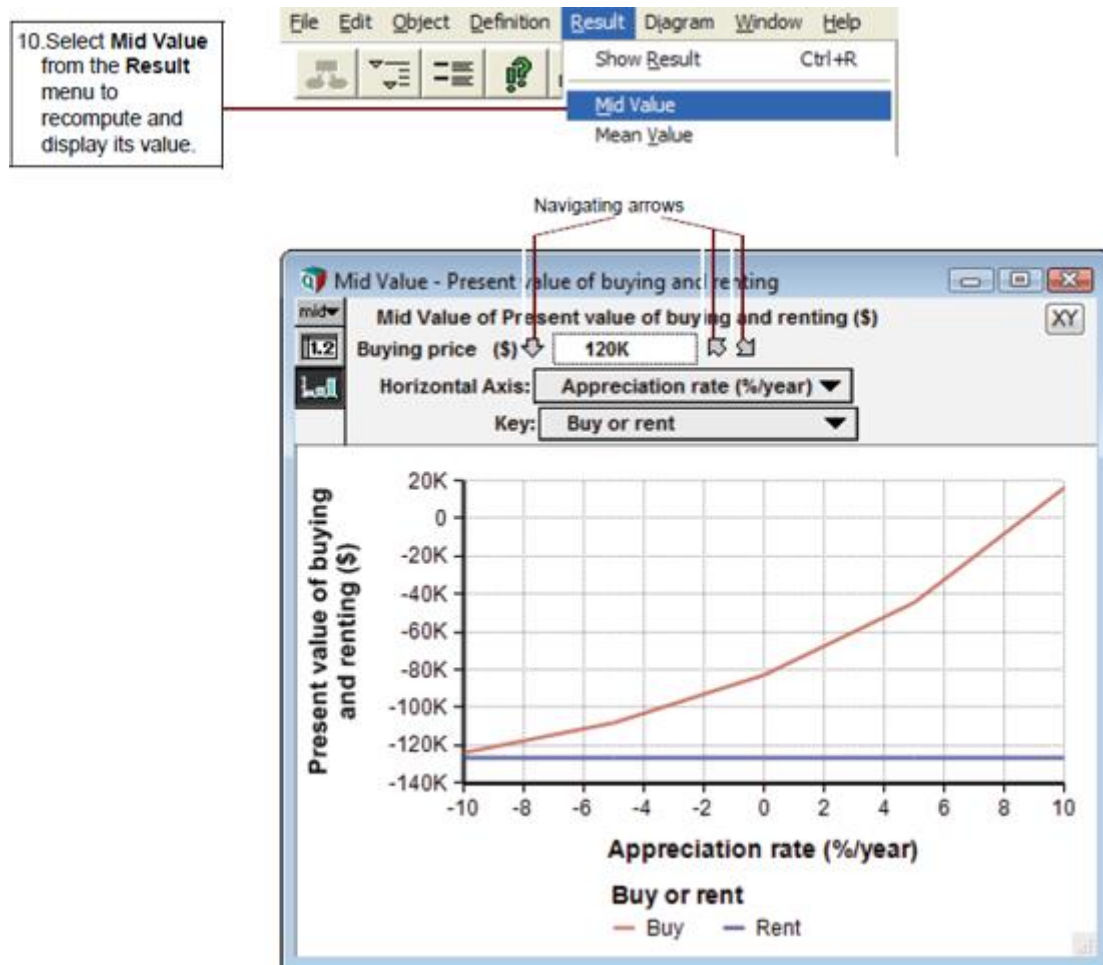 10.Select Mid Value
from the Result
menu to
recompute and
display its value.
File Edit Object Definition Result Diagram Window Help
Show Result Ctrl+R
Mid Value
Mean Value
Navigating arrows
Mid Value - Present value of buying and renting
mid
Mid Value of Present value of buying and renting ($)
XY
1.2
Buying price ($) 120K
Horizontal Axis: Appreciation rate (%/year)
Key: Buy or rent
Present value of buying
and renting ($)
20K
0
-20K
-40K
-60K
-80K
-100K
-120K
-140K
-10 -8 -6 -4 -2 0 2 4 6 8 10
Appreciation rate (%/year)
Buy or rent
Buy Rent